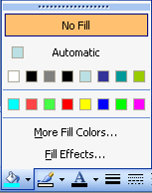 No Fill
Automatic
More Fill Colors...
Fill Effects...
A